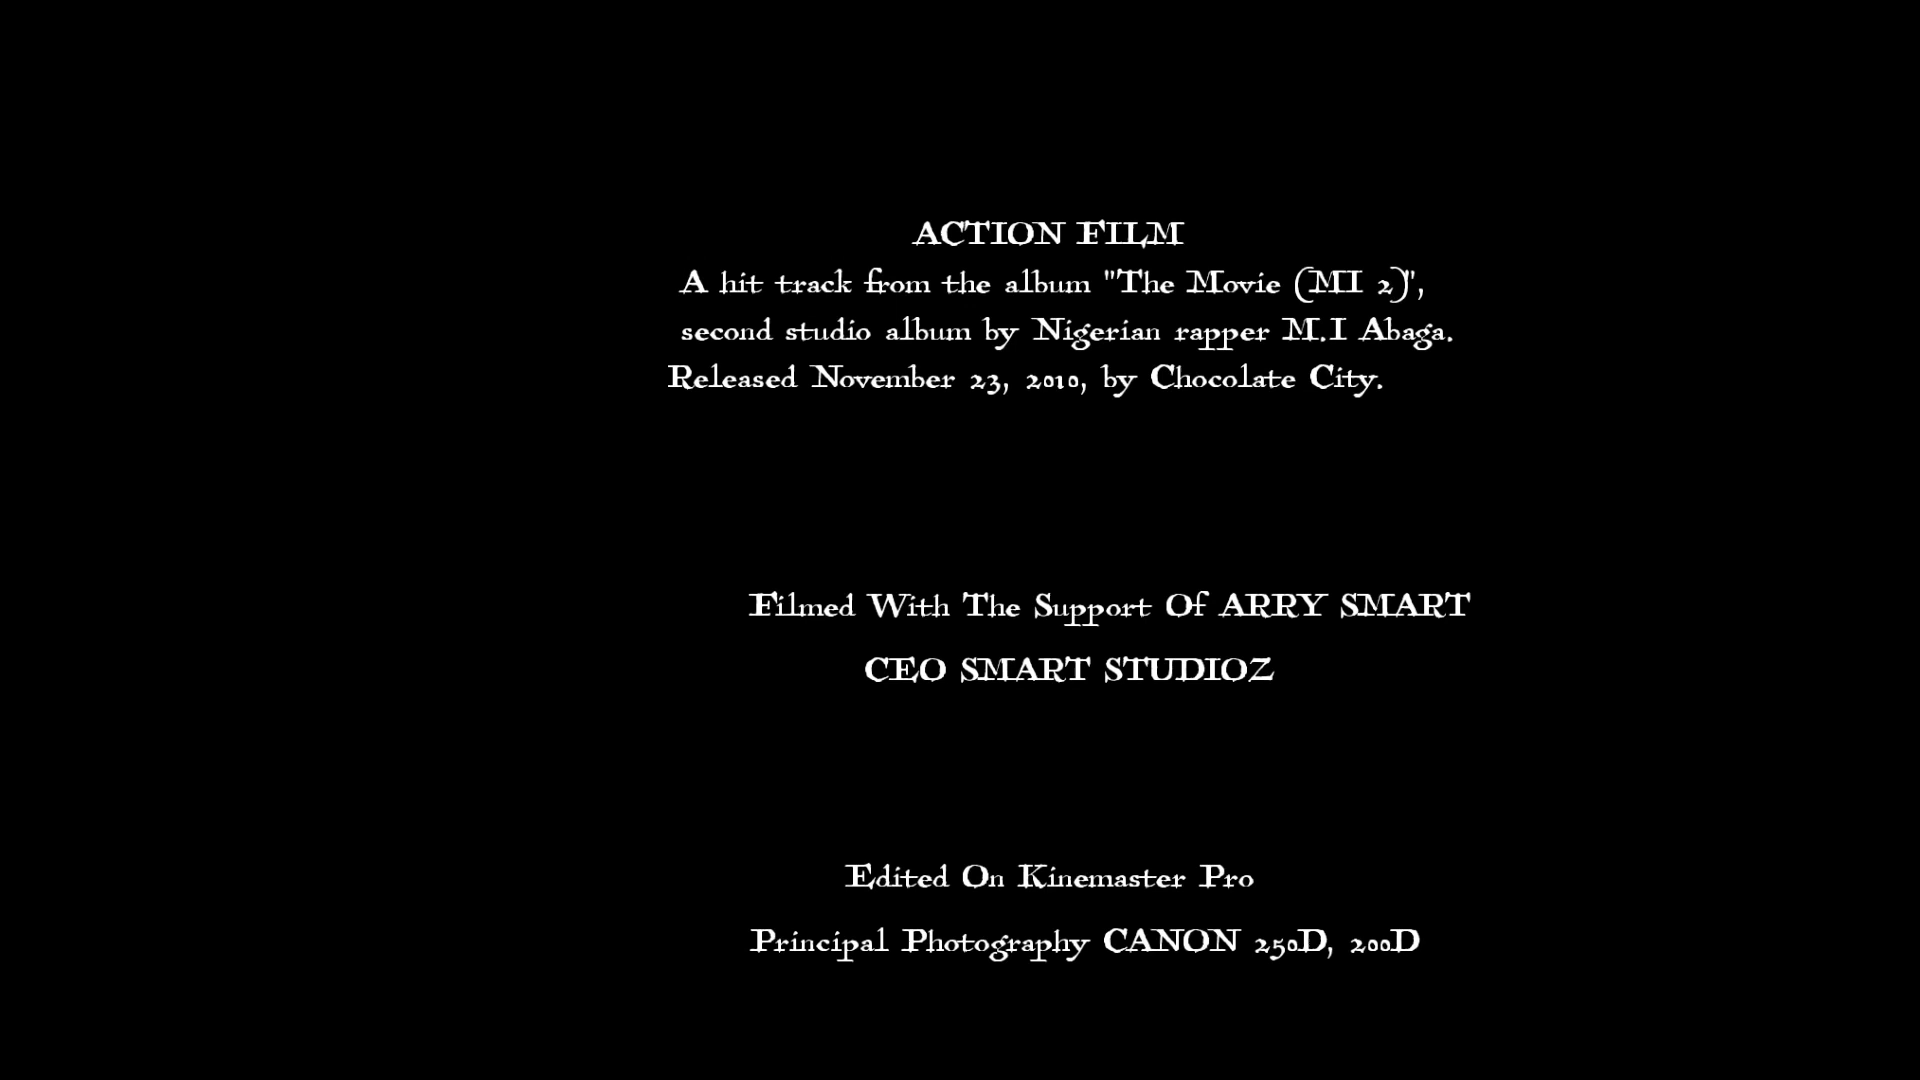 ACTION FILM
A hit track from the album "The Movie (MI 2)",
second studio album by Nigerian rapper M.I Abaga.
Released November 23, 2010, by Chocolate City.
Filmed With The Support Of ARRY SMART
CEO SMART STUDIOZ
Edited On Kinemaster Pro
Principal Photography CANON 250D, 200D